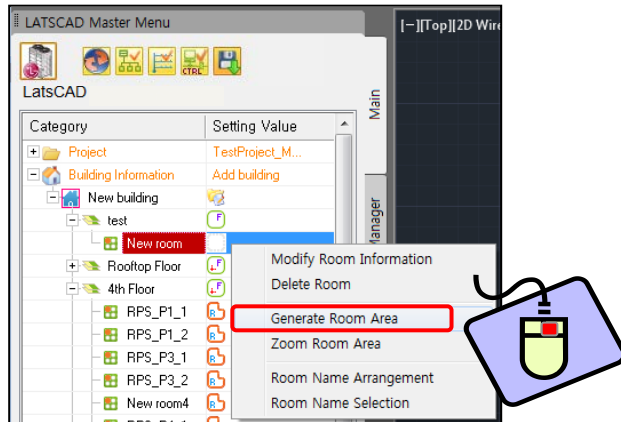 LATSCAD Master Menu
[−][Top][2D Wire
CTRL
LatsCAD
Main
Category Setting Value
Project TestProject_M...
Building Information Add building
New building
Manager
test F
New room
Modify Room Information
Rooftop Floor F
Delete Room
4th Floor F
RPS_P1_1 R
Generate Room Area
RPS_P1_2 R
Zoom Room Area
RPS_P3_1 R
RPS_P3_2 R
Room Name Arrangement
New room4 R
Room Name Selection